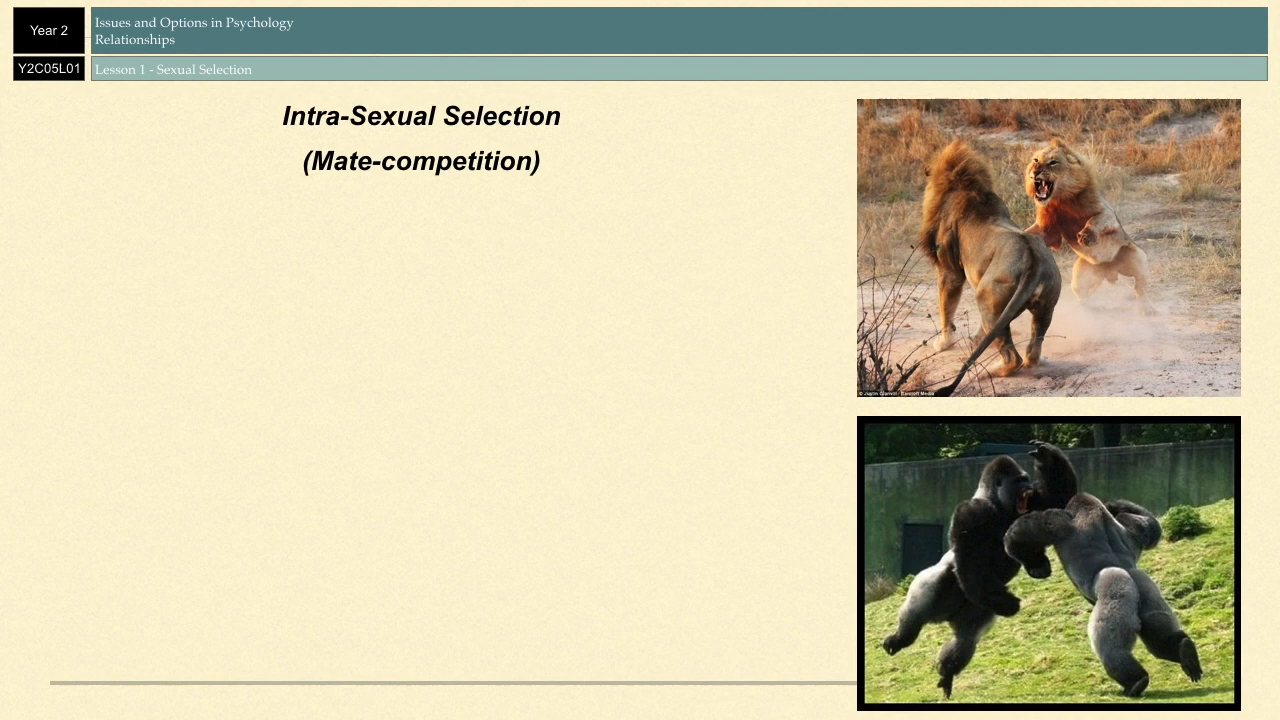 Year 2
Issues and Options in Psychology
Relationships
Y2C05L01
Lesson 1 - Sexual Selection
Intra-Sexual Selection
(Mate-competition)